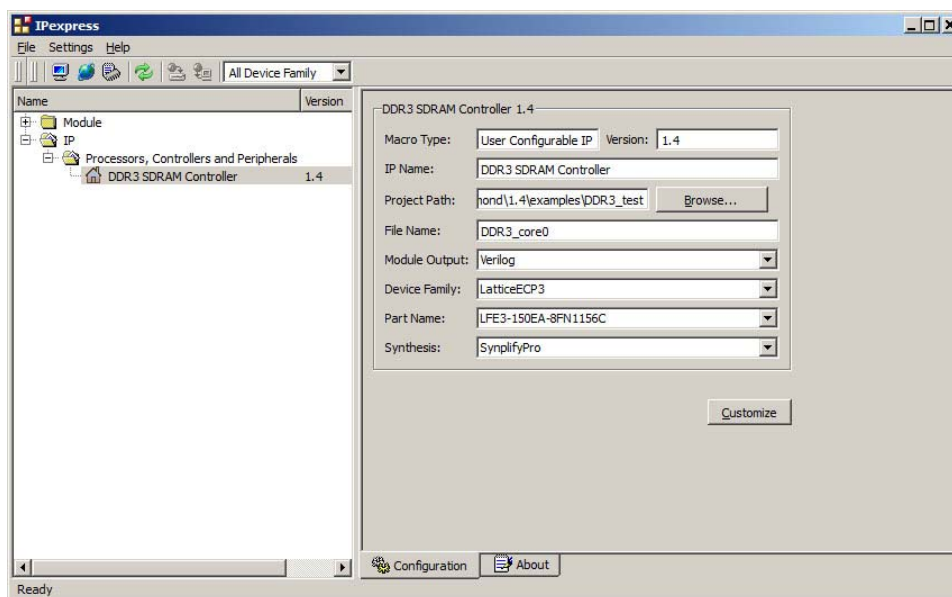 IPexpress
File Settings Help
All Device Family
Name Version
Module
IP
Processors, Controllers and Peripherals
DDR3 SDRAM Controller 1.4
DDR3 SDRAM Controller 1.4
Macro Type: User Configurable IP Version: 1.4
IP Name: DDR3 SDRAM Controller
Project Path: hond\1.4\examples\DDR3_test Browse...
File Name: DDR3_core0
Module Output: Verilog
Device Family: LatticeECP3
Part Name: LFE3-150EA-8FN1156C
Synthesis: SynplifyPro
Customize
Configuration About
Ready